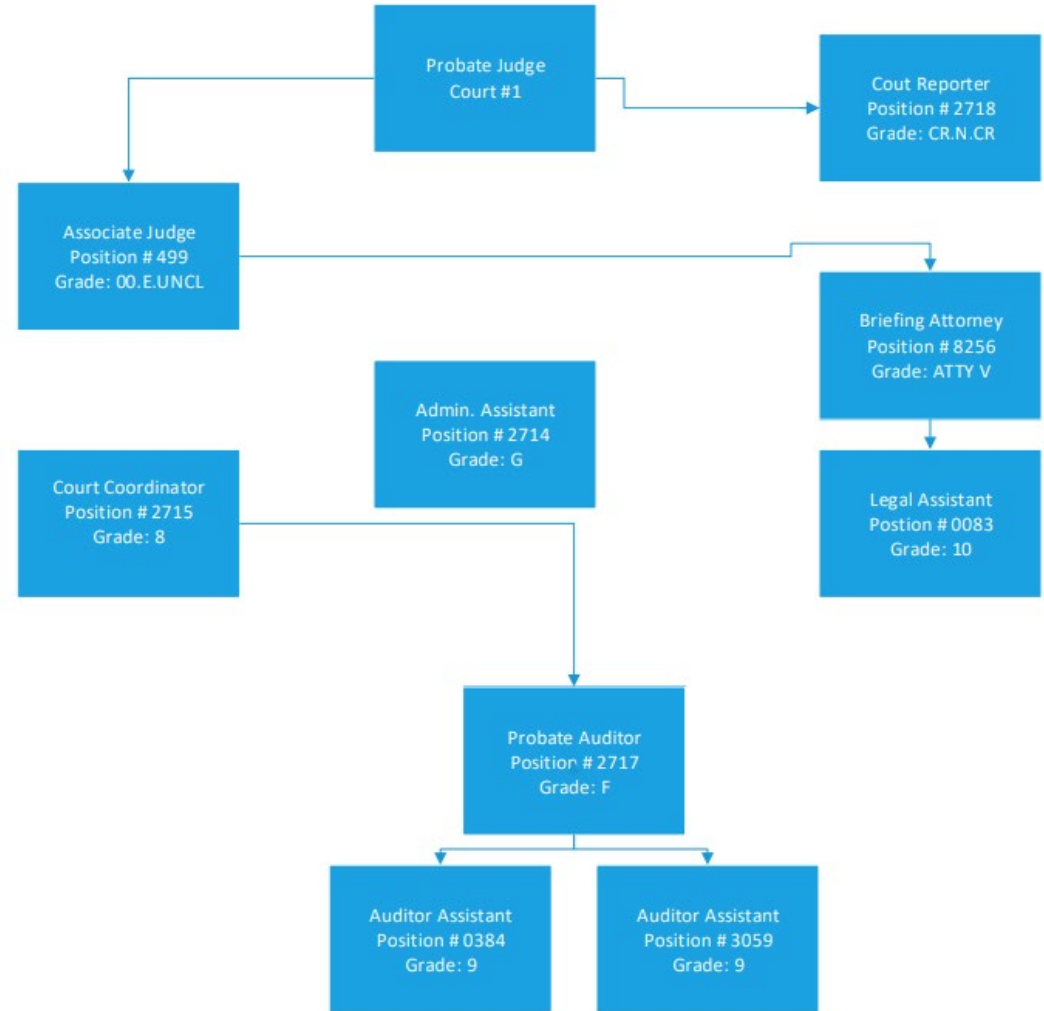 Probate Judge
Court #1
Cout Reporter
Position # 2718
Grade: CR.N.CR
Associate Judge
Position # 499
Grade: 00.E.UNCL
Briefing Attorney
Position # 8256
Grade: ATTY V
Admin. Assistant
Position # 2714
Grade: G
Court Coordinator
Position # 2715
Grade: 8
Legal Assistant
Postion # 0083
Grade: 10
Probate Auditor
Position # 2717
Grade: F
Auditor Assistant
Position # 0384
Grade: 9
Auditor Assistant
Position # 3059
Grade: 9